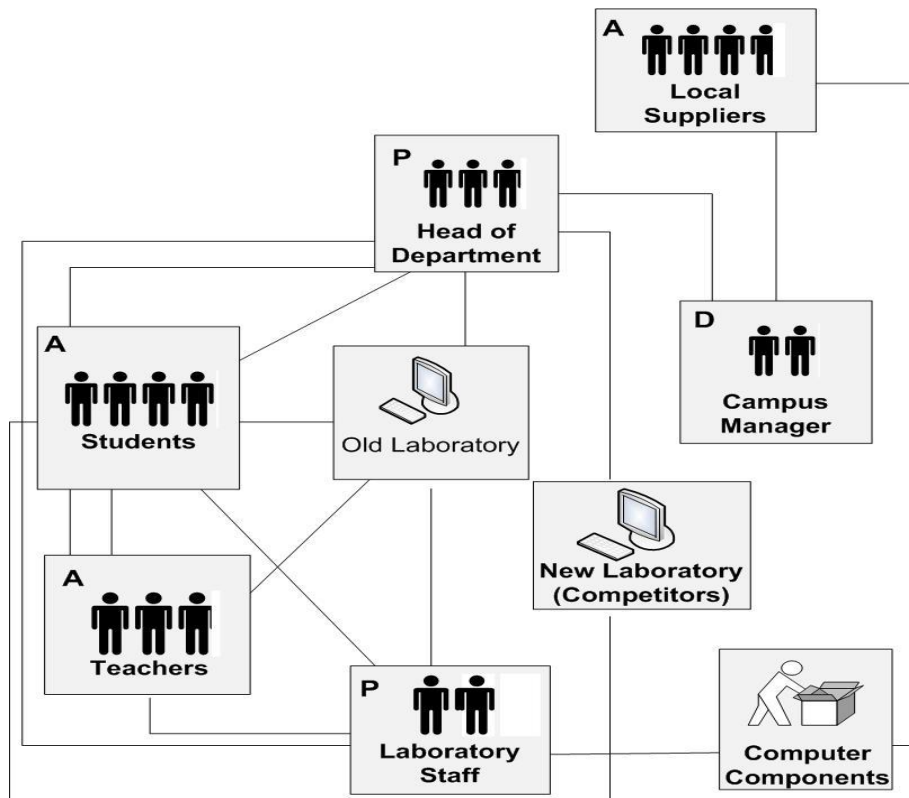 A
Local
Suppliers
P
Head of
Department
A
Students
Old Laboratory
D
Campus
Manager
New Laboratory
(Competitors)
A
Teachers
P
Laboratory
Staff
Computer
Components